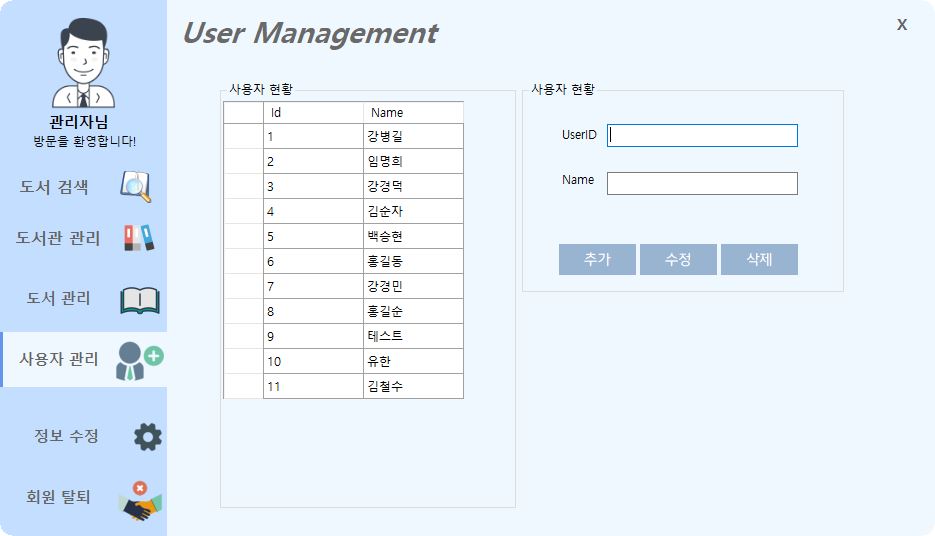 User Management
X
관리자님
방문을 환영합니다!
도서 검색
도서관 관리
도서 관리
사용자 관리
정보 수정
회원 탈퇴
사용자 현황
Id Name
1 강병길
2 임명희
3 강경덕
4 김순자
5 백승현
6 홍길동
7 강경민
8 홍길순
9 테스트
10 유한
11 김철수
사용자 현황
UserID
Name
추가 수정 삭제